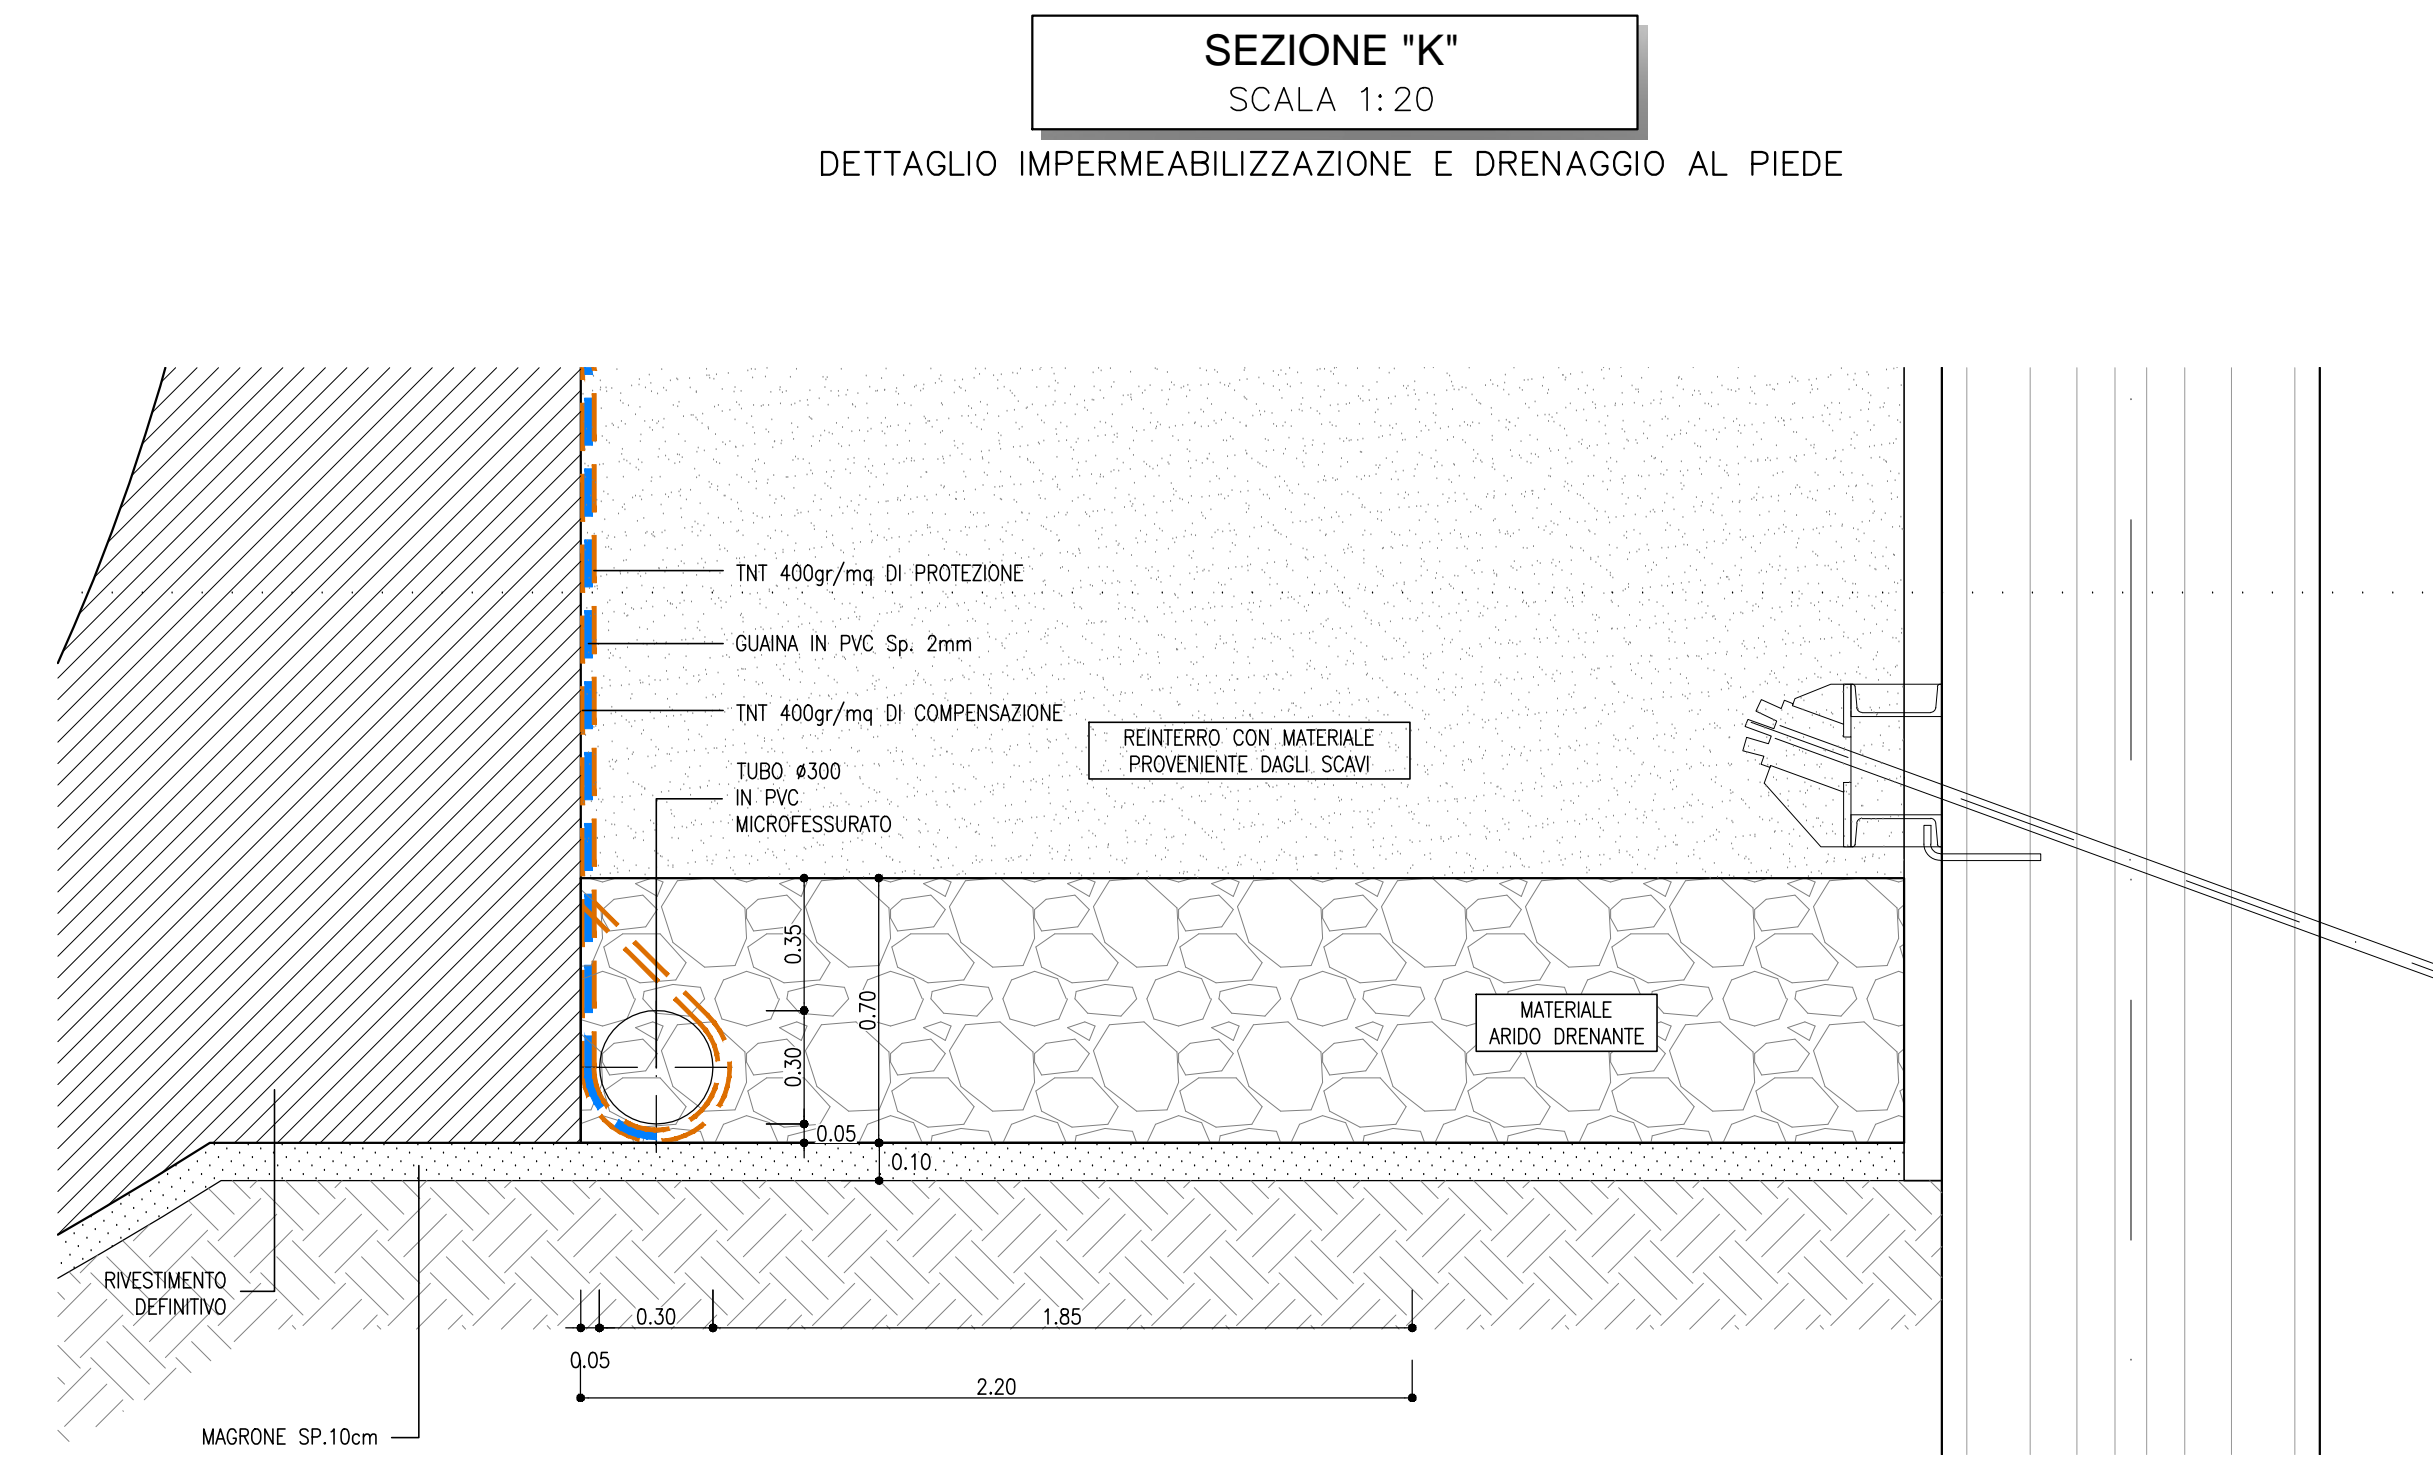 SEZIONE "K"
SCALA 1:20
DETTAGLIO IMPERMEABILIZZAZIONE E DRENAGGIO AL PIEDE
TNT 400gr/mq DI PROTEZIONE
GUAINA IN PVC Sp. 2mm
TNT 400gr/mq DI COMPENSAZIONE
REINTERRO CON MATERIALE
PROVENIENTE DAGLI SCAVI
TUBO ø300
IN PVC
MICROFESSURATO
0.35
0.70
0.30
0.05
0.10
MATERIALE
ARIDO DRENANTE
RIVESTIMENTO
DEFINITIVO
0.30
1.85
0.05
2.20
MAGRONE SP.10cm